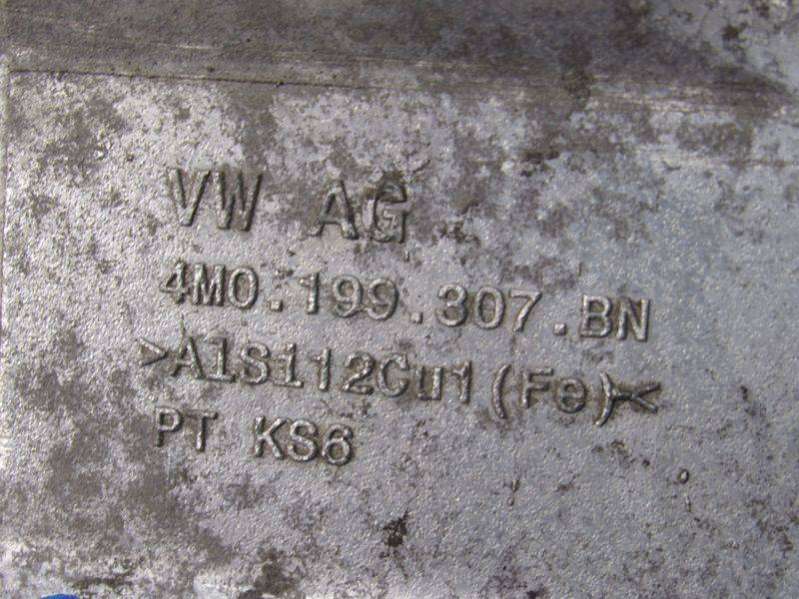 VW AG
4M0.199.307.BN
>AlSi12Cu1(Fe)<
PT KS6